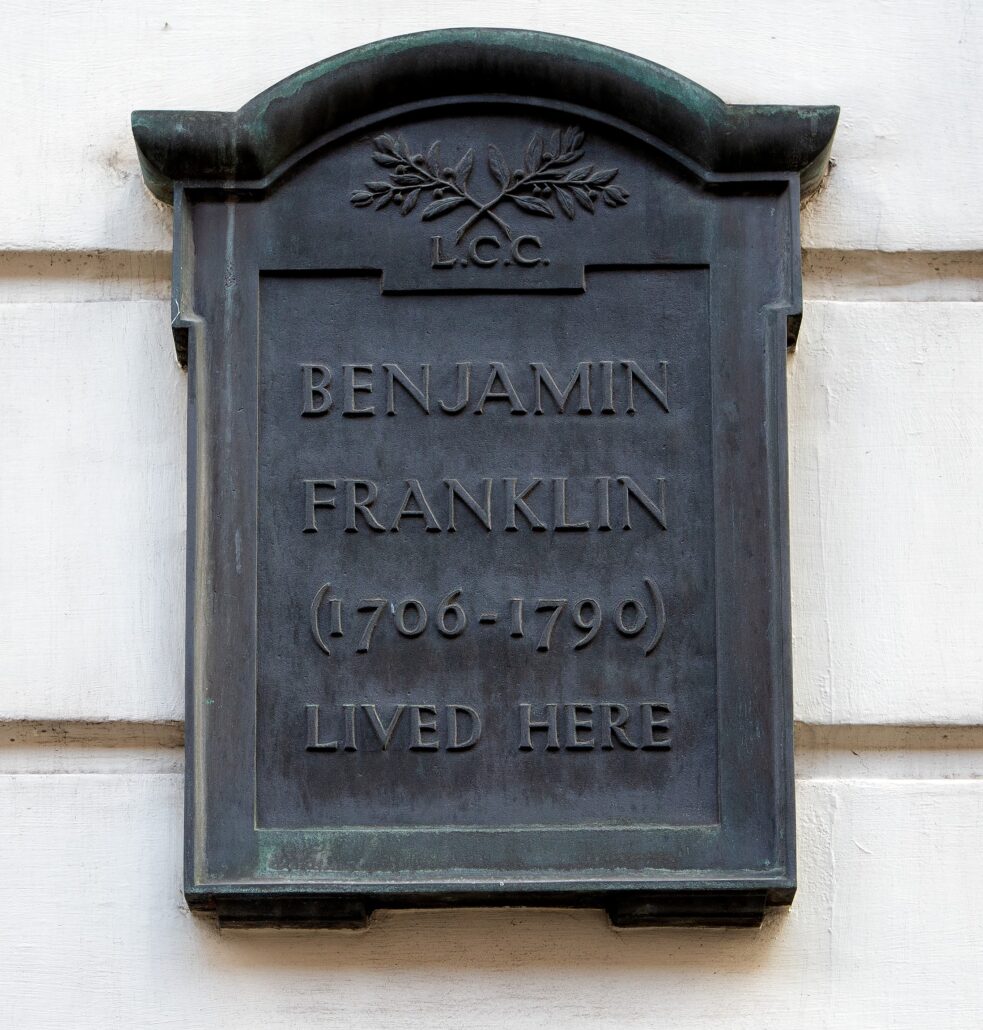 L.C.C.
BENJAMIN
FRANKLIN
(1706-1790)
LIVED HERE